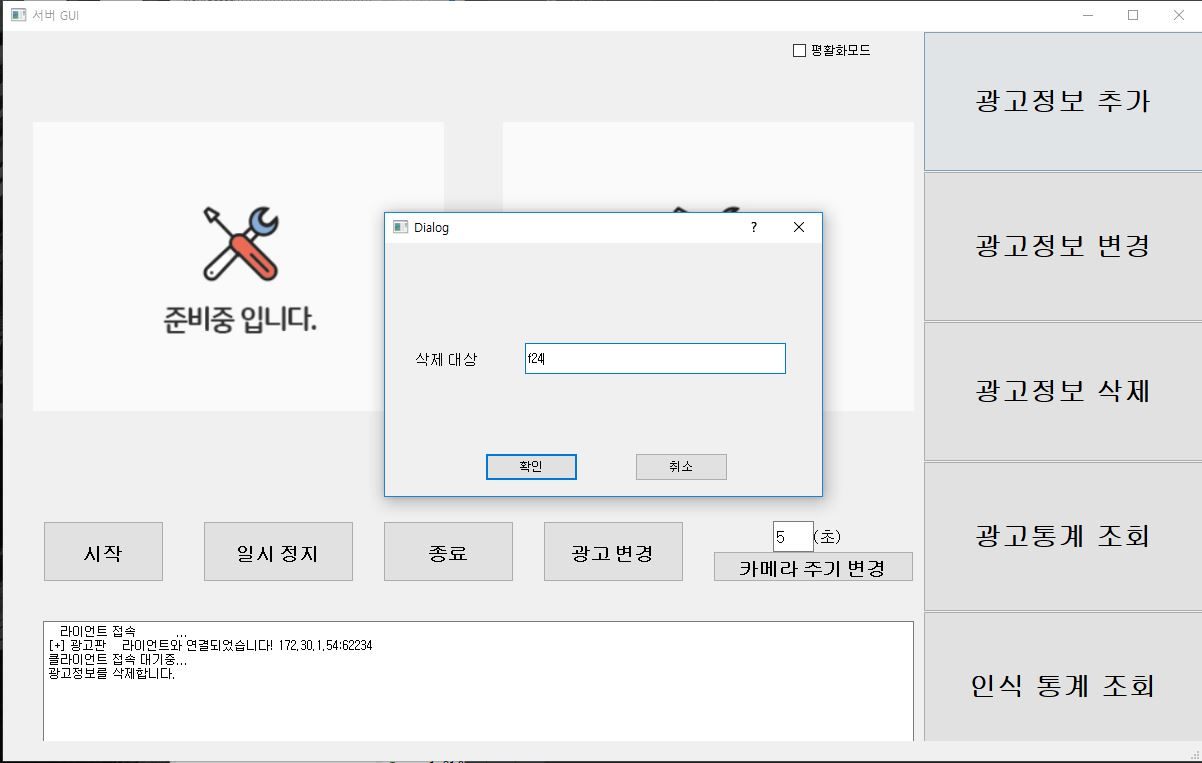 서버 GUI
평활화모드
광고정보 추가
광고정보 변경
광고정보 삭제
광고통계 조회
인식 통계 조회
준비중 입니다.
Dialog
?
삭제 대상
f24
확인
취소
시작
일시 정지
종료
광고 변경
5 (초)
카메라 주기 변경
라이언트 접속 ...
[+] 광고판 라이언트와 연결되었습니다! 172.30.1.54:62234
클라이언트 접속 대기중...
광고정보를 삭제합니다.